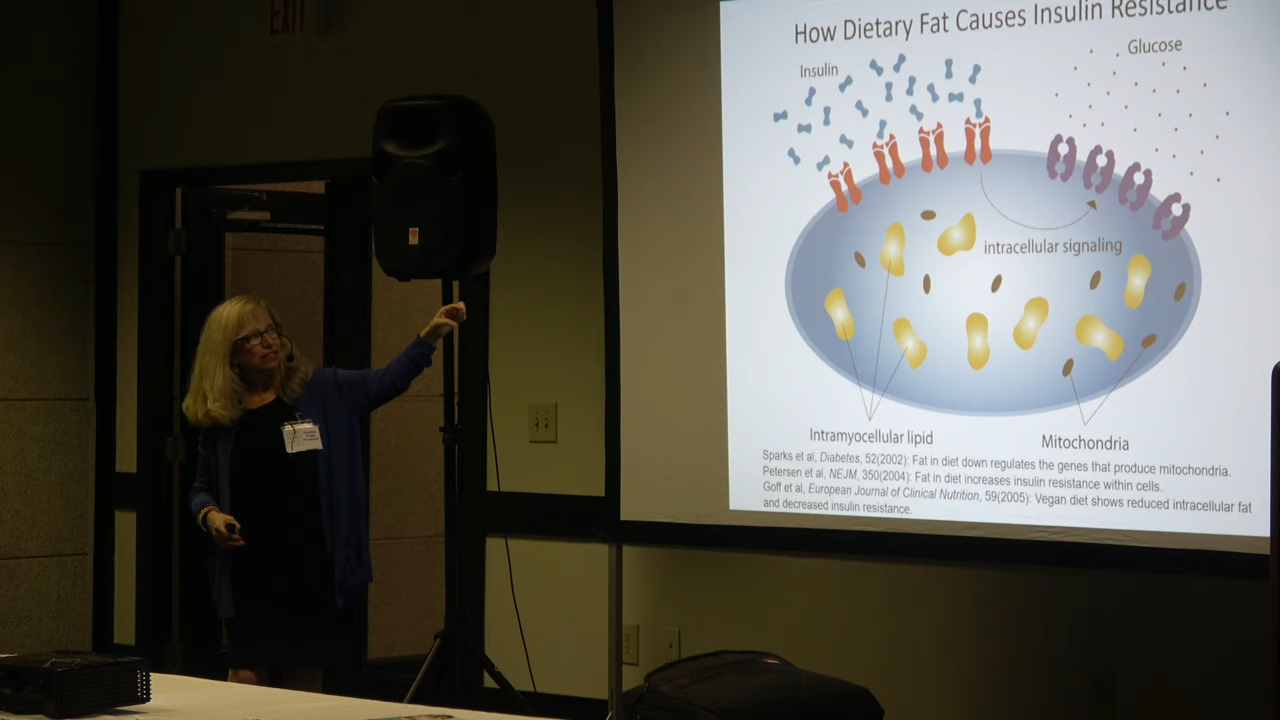 EXIT
How Dietary Fat Causes Insulin Resistance
Insulin
Glucose
intracellular signaling
Intramyocellular lipid
Mitochondria
Sparks et al, Diabetes, 52(2002): Fat in diet down regulates the genes that produce mitochondria.
Petersen et al, NEJM, 350(2004): Fat in diet increases insulin resistance within cells.
Goff et al, European Journal of Clinical Nutrition, 59(2005): Vegan diet shows reduced intracellular fat
and decreased insulin resistance.